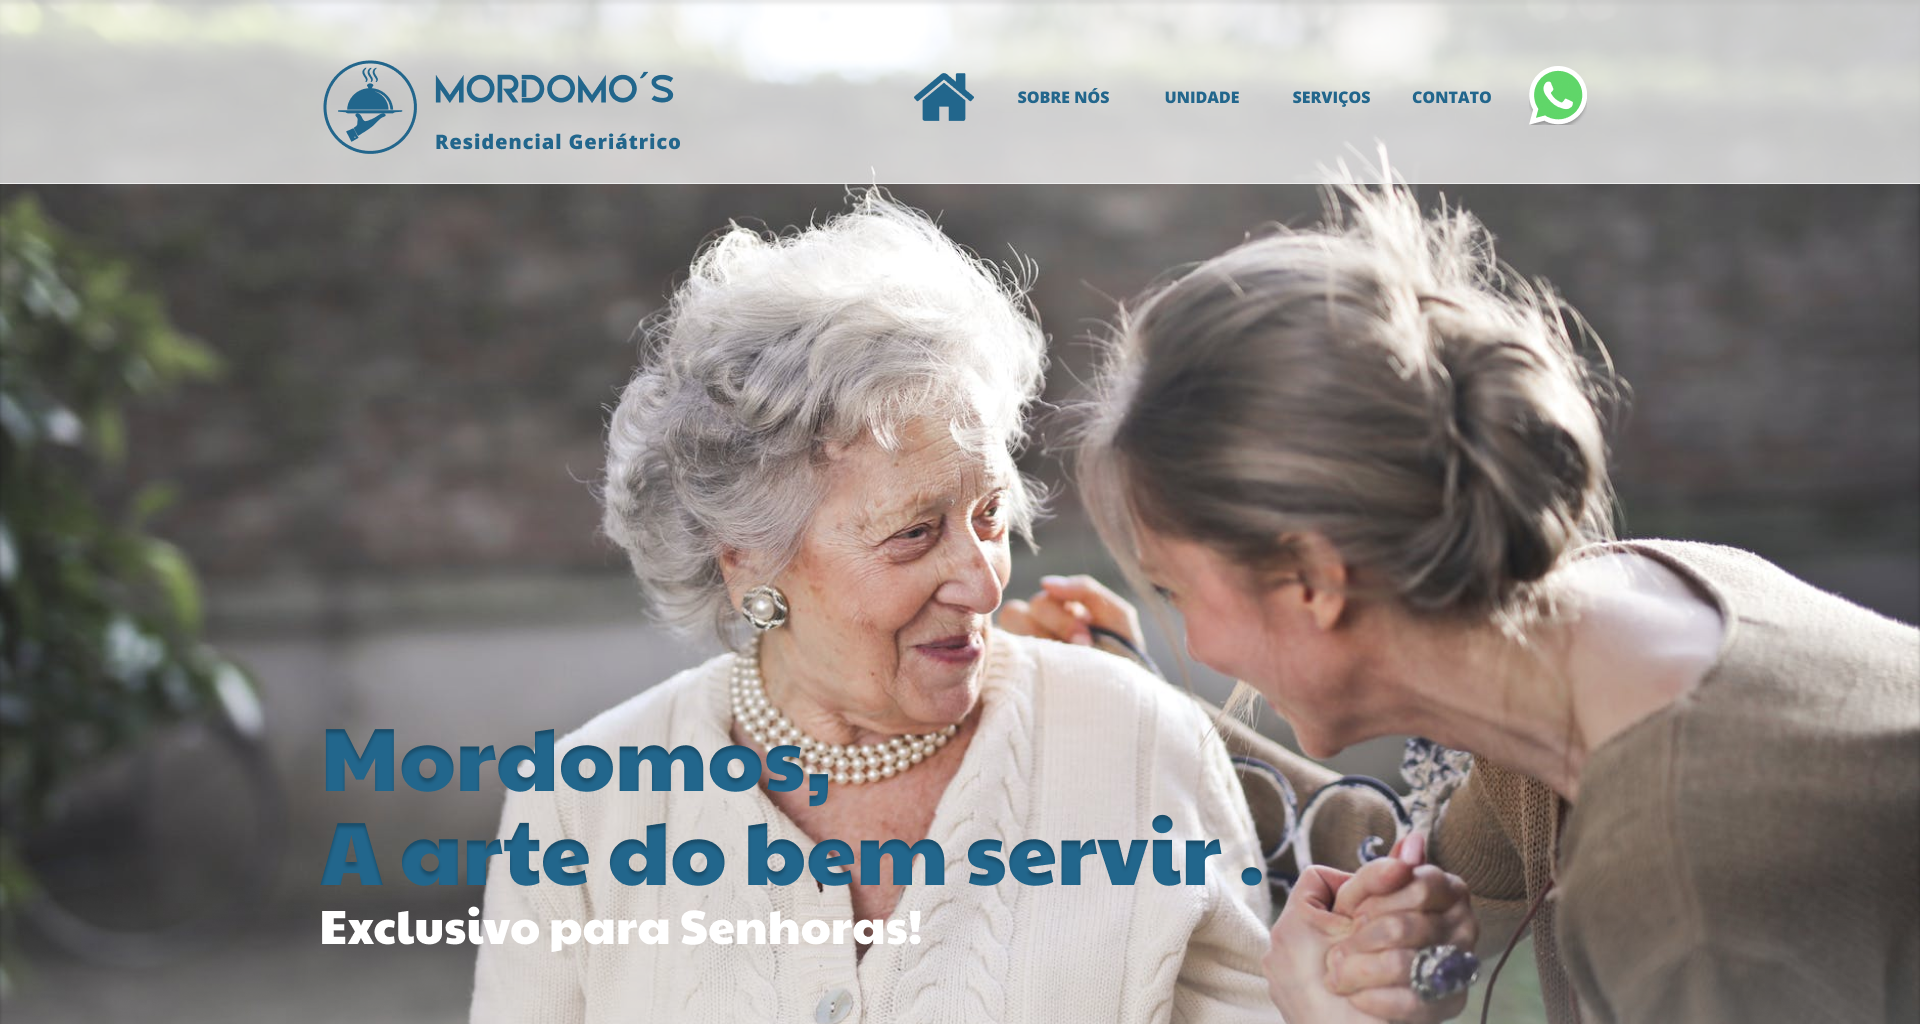 MORDOMO´S
Residencial Geriátrico
SOBRE NÓS
UNIDADE
SERVIÇOS
CONTATO
Mordomos,
A arte do bem servir .
Exclusivo para Senhoras!